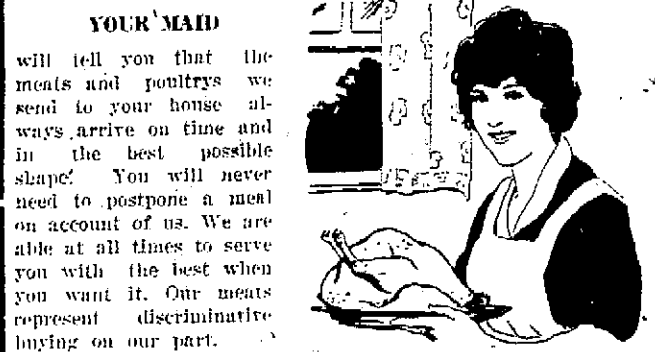 YOUR MAID
will tell you that the
meats and poultrys we
send to your house al-
ways arrive on time and
in the best possible
shape! You will never
need to postpone a meal
on account of us. We are
able at all times to serve
you with the best when
you want it. Our meats
represent discriminative
buying on our part.